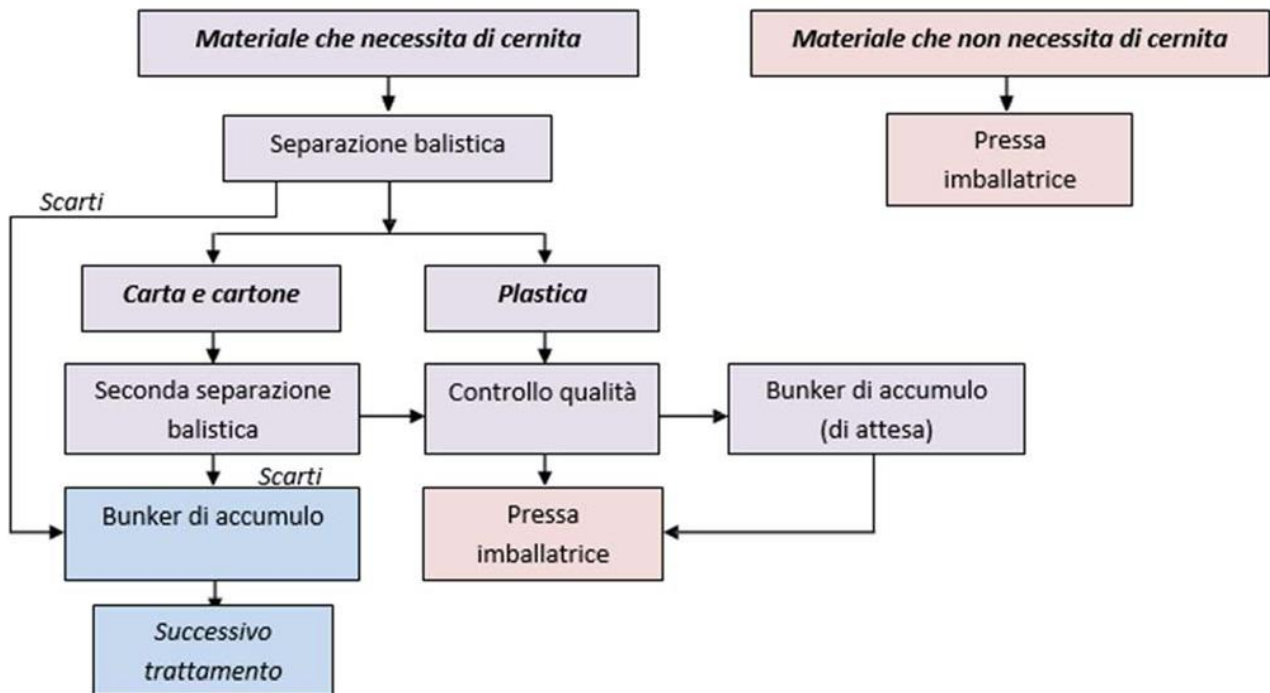 Materiale che necessita di cernita
Materiale che non necessita di cernita
Separazione balistica
Pressa
imballatrice
Scarti
Carta e cartone
Plastica
Seconda separazione
balistica
Controllo qualità
Bunker di accumulo
(di attesa)
Scarti
Bunker di accumulo
Pressa
imballatrice
Successivo
trattamento